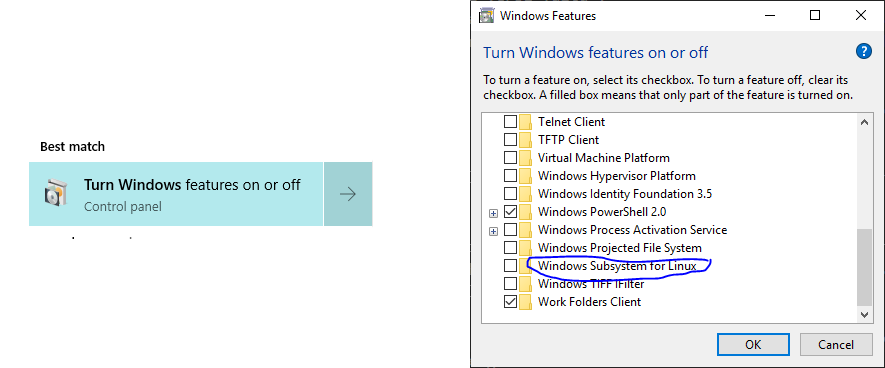 Best match
Turn Windows features on or off
Control panel
Windows Features
Turn Windows features on or off
To turn a feature on, select its checkbox. To turn a feature off, clear its
checkbox. A filled box means that only part of the feature is turned on.
Telnet Client
TFTP Client
Virtual Machine Platform
Windows Hypervisor Platform
Windows Identity Foundation 3.5
Windows PowerShell 2.0
Windows Process Activation Service
Windows Projected File System
Windows Subsystem for Linux
Windows TIFF IFilter
Work Folders Client
OK
Cancel